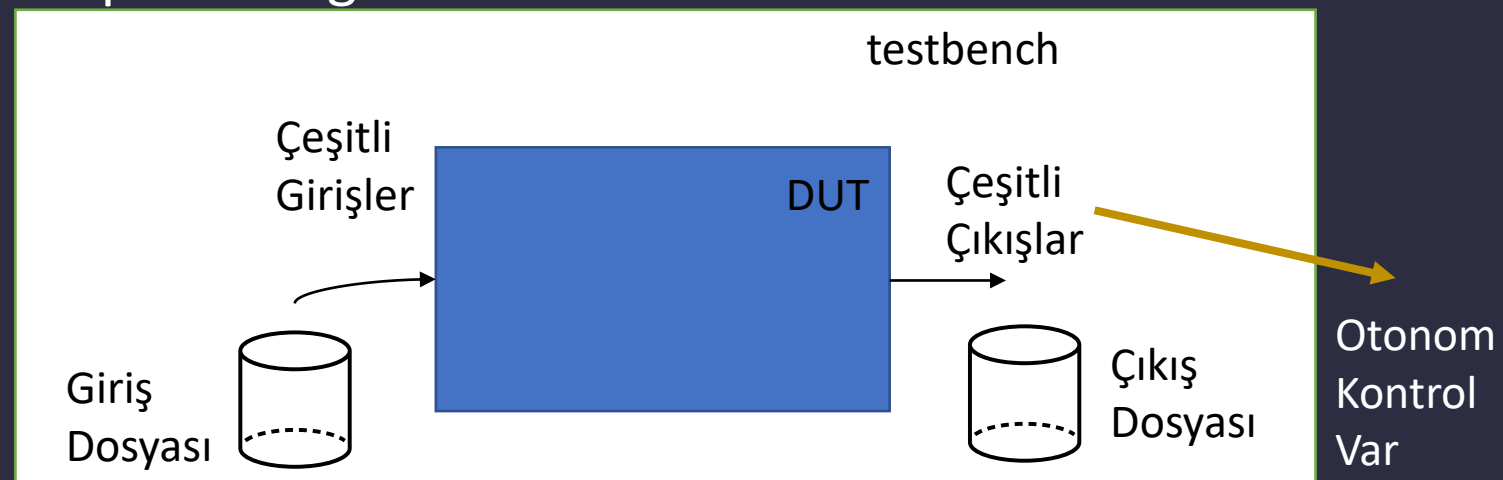 testbench
Çeşitli
Girişler
DUT
Çeşitli
Çıkışlar
Giriş
Dosyası
Çıkış
Dosyası
Otonom
Kontrol
Var